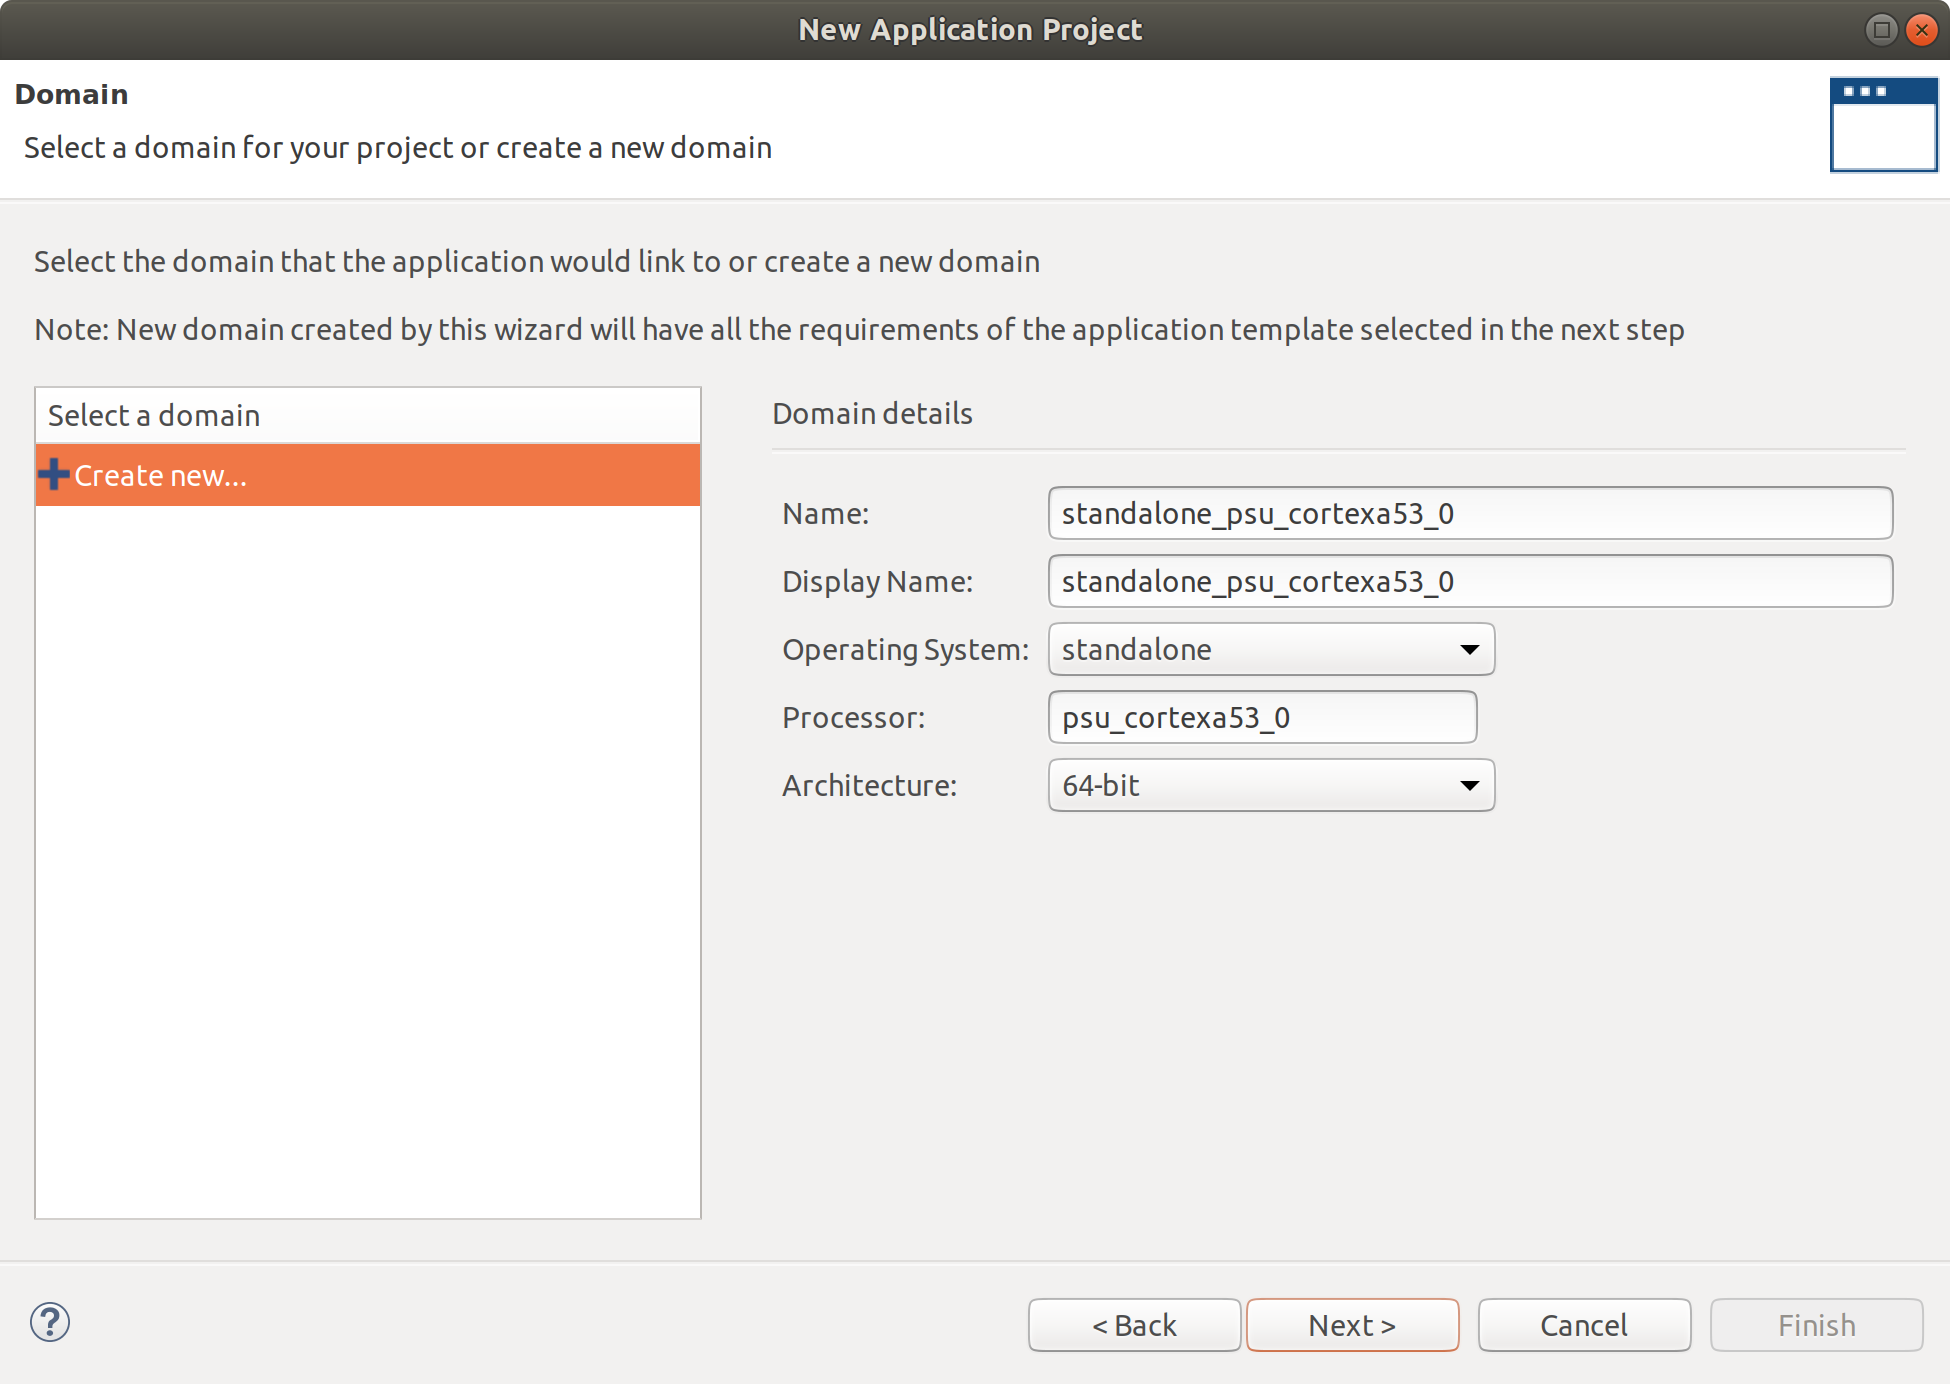 New Application Project
Domain
Select a domain for your project or create a new domain
Select the domain that the application would link to or create a new domain
Note: New domain created by this wizard will have all the requirements of the application template selected in the next step
Select a domain
Create new...
Domain details
Name: standalone_psu_cortexa53_0
Display Name: standalone_psu_cortexa53_0
Operating System: standalone
Processor: psu_cortexa53_0
Architecture: 64-bit
?
< Back Next > Cancel Finish